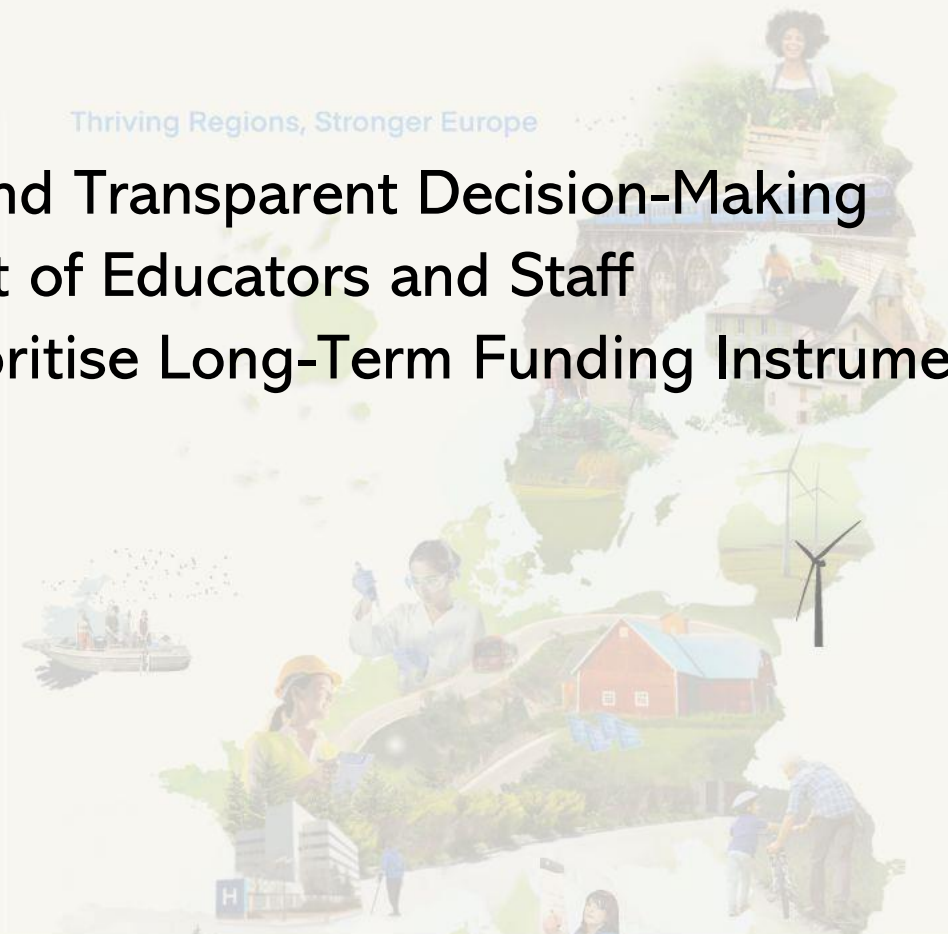 Thriving Regions, Stronger Europe
nd Transparent Decision-Making
t of Educators and Staff
oritise Long-Term Funding Instrume
H